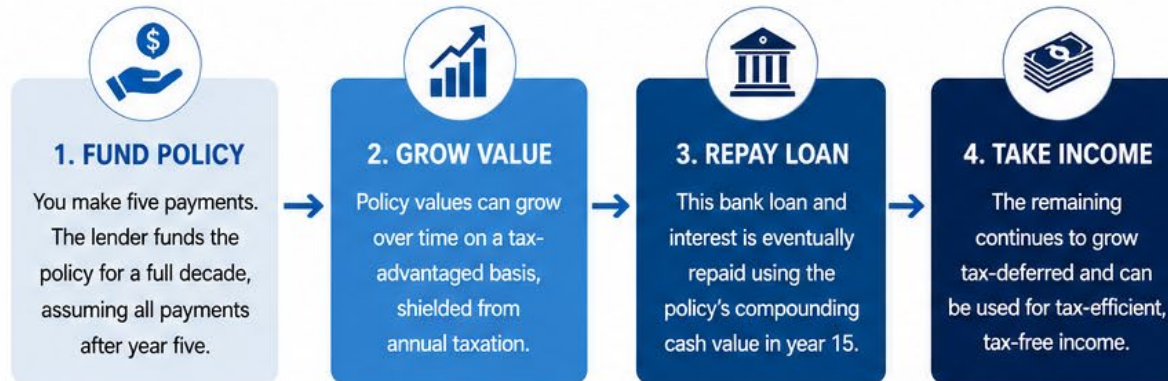 $
1. FUND POLICY
You make five payments.
The lender funds the
policy for a full decade,
assuming all payments
after year five.
2. GROW VALUE
Policy values can grow
over time on a tax-
advantaged basis,
shielded from
annual taxation.
3. REPAY LOAN
This bank loan and
interest is eventually
repaid using the
policy's compounding
cash value in year 15.
4. TAKE INCOME
The remaining
continues to grow
tax-deferred and can
be used for tax-efficient,
tax-free income.